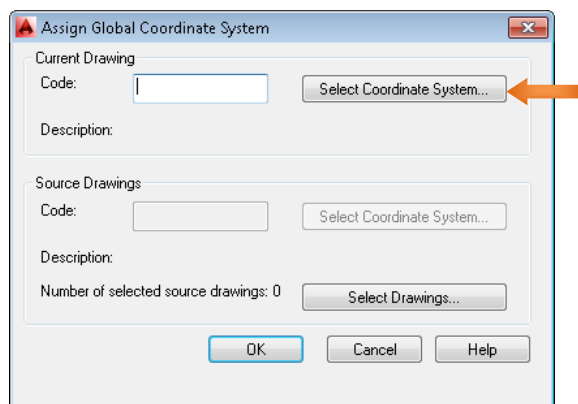 Assign Global Coordinate System
Current Drawing
Code:
Select Coordinate System...
Description:
Source Drawings
Code:
Select Coordinate System...
Description:
Number of selected source drawings: 0
Select Drawings...
OK
Cancel
Help